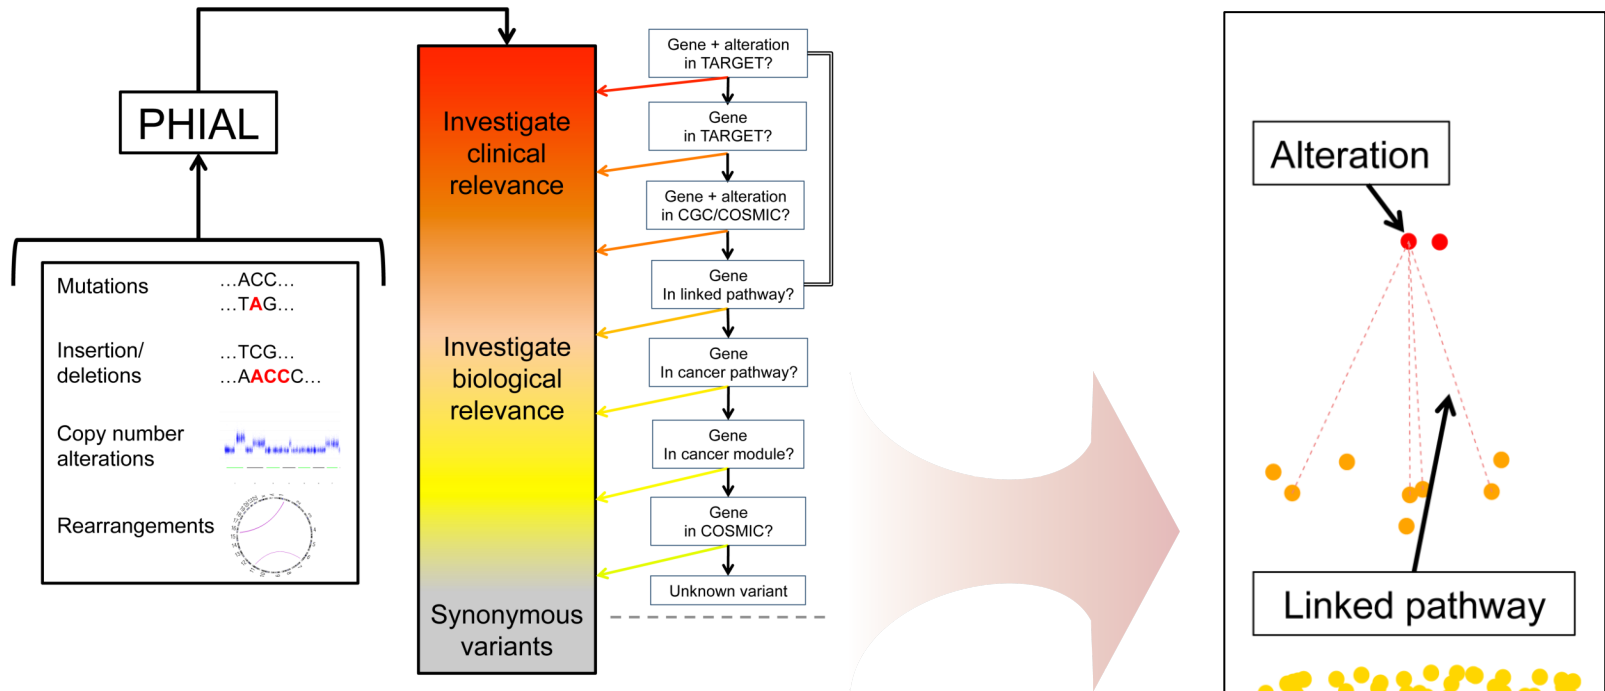 PHIAL
Mutations
...ACC...
...TAG...
Insertion/
deletions
...TCG...
...AACCC...
Copy number
alterations
Rearrangements
Investigate
clinical
relevance
Investigate
biological
relevance
Synonymous
variants
Gene + alteration
in TARGET?
Gene
in TARGET?
Gene + alteration
in CGC/COSMIC?
Gene
In linked pathway?
Gene
In cancer pathway?
Gene
In cancer module?
Gene
in COSMIC?
Unknown variant
Alteration
Linked pathway